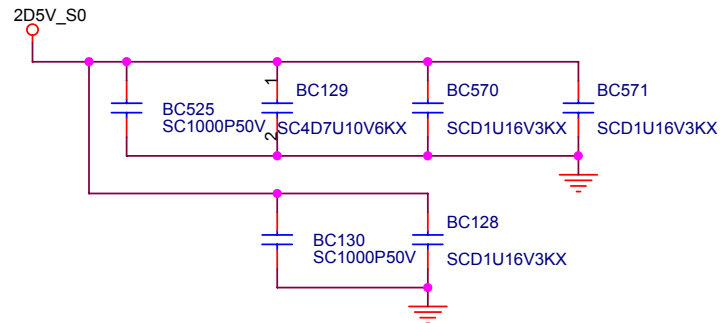 2D5V_S0
BC525
SC1000P50V
1
2
BC129
SC4D7U10V6KX
BC570
SCD1U16V3KX
BC571
SCD1U16V3KX
BC130
SC1000P50V
BC128
SCD1U16V3KX